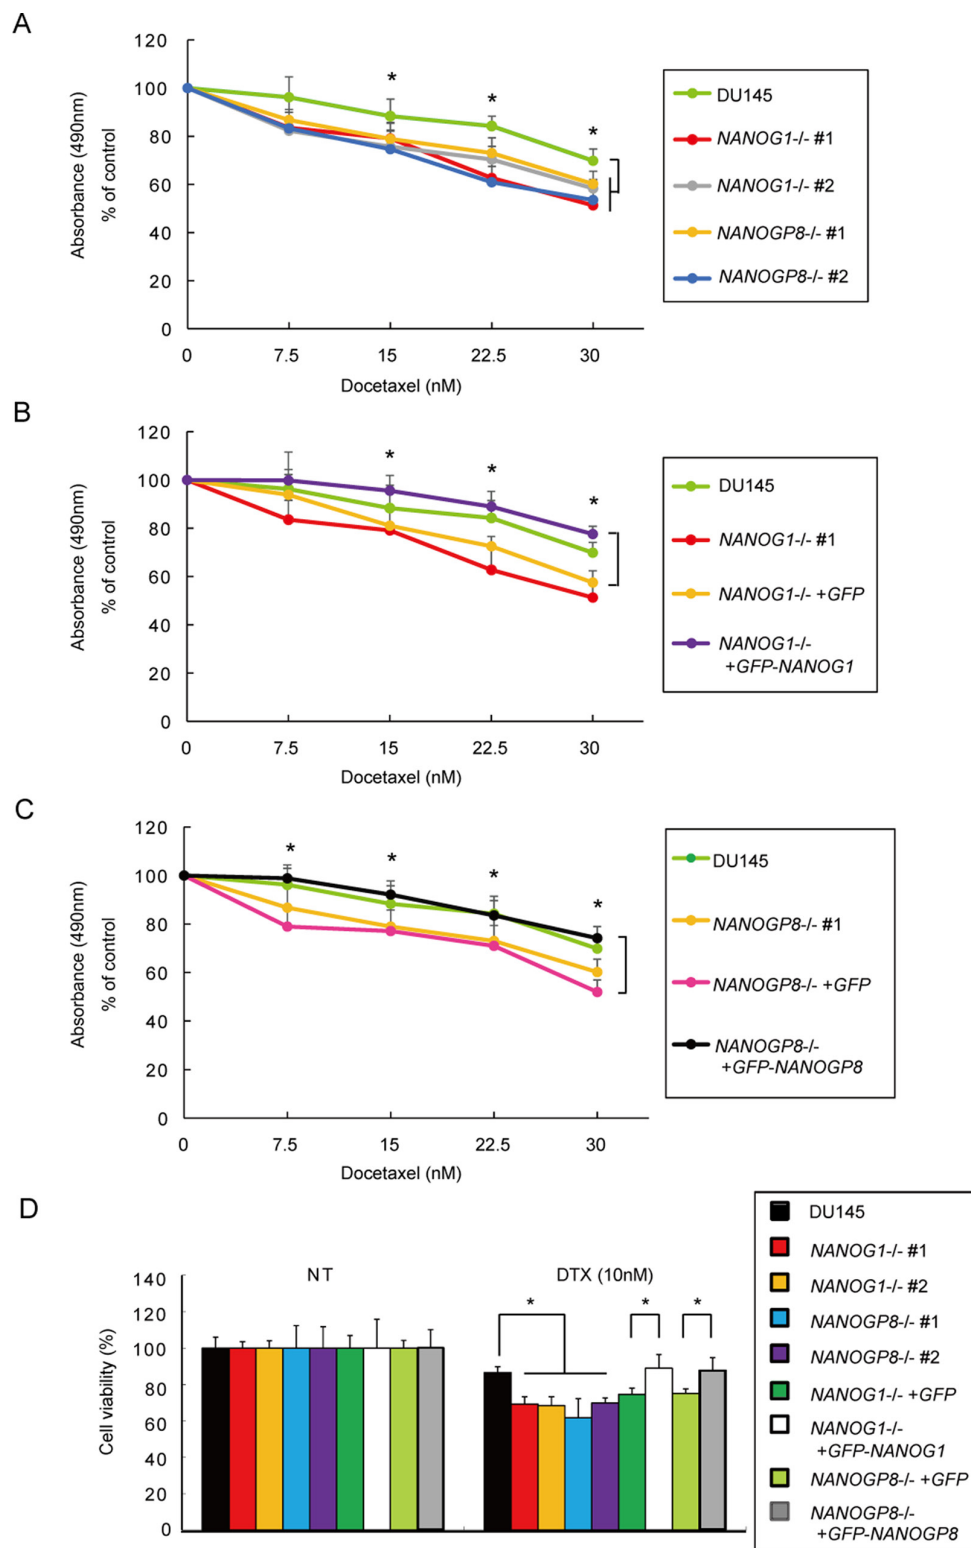 A
120
100
80
60
40
20
0
Absorbance (490nm)
% of control
*
*
*
0
7.5
15
22.5
30
Docetaxel (nM)
DU145
NANOG1-/- #1
NANOG1-/- #2
NANOGP8-/- #1
NANOGP8-/- #2
B
120
100
80
60
40
20
0
Absorbance (490nm)
% of control
*
*
*
0
7.5
15
22.5
30
Docetaxel (nM)
DU145
NANOG1-/- #1
NANOG1-/- +GFP
NANOG1-/-
+GFP-NANOG1
C
120
100
80
60
40
20
0
Absorbance (490nm)
% of control
*
*
*
*
0
7.5
15
22.5
30
Docetaxel (nM)
DU145
NANOGP8-/- #1
NANOGP8-/- +GFP
NANOGP8-/-
+GFP-NANOGP8
D
140
120
100
80
60
40
20
0
Cell viability (%)
NT
DTX (10nM)
*
*
*
DU145
NANOG1-/- #1
NANOG1-/- #2
NANOGP8-/- #1
NANOGP8-/- #2
NANOG1-/- +GFP
NANOG1-/-
+GFP-NANOG1
NANOGP8-/- +GFP
NANOGP8-/-
+GFP-NANOGP8